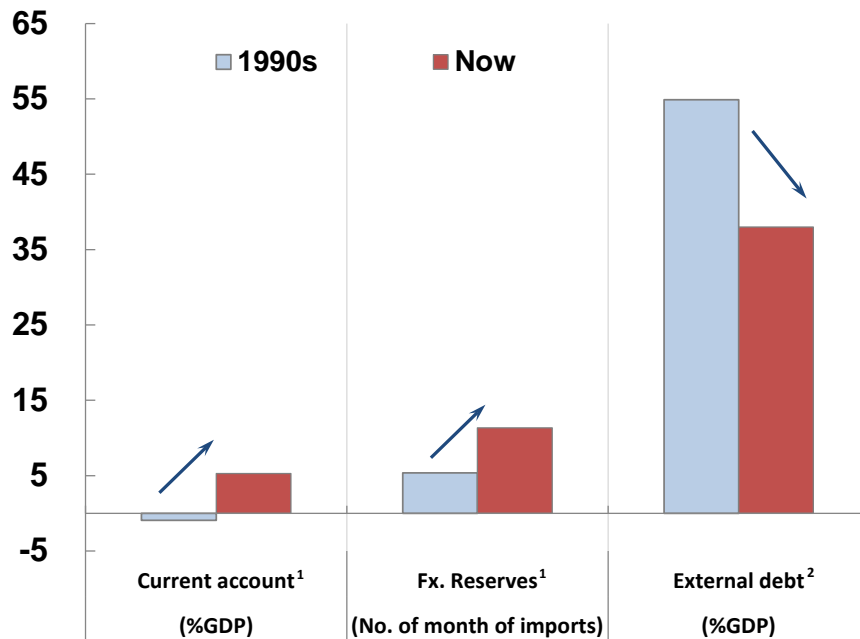 65
1990s Now
55
45
35
25
15
5
-5
Current account¹ Fx. Reserves¹ External debt²
(%GDP) (No. of month of imports) (%GDP)